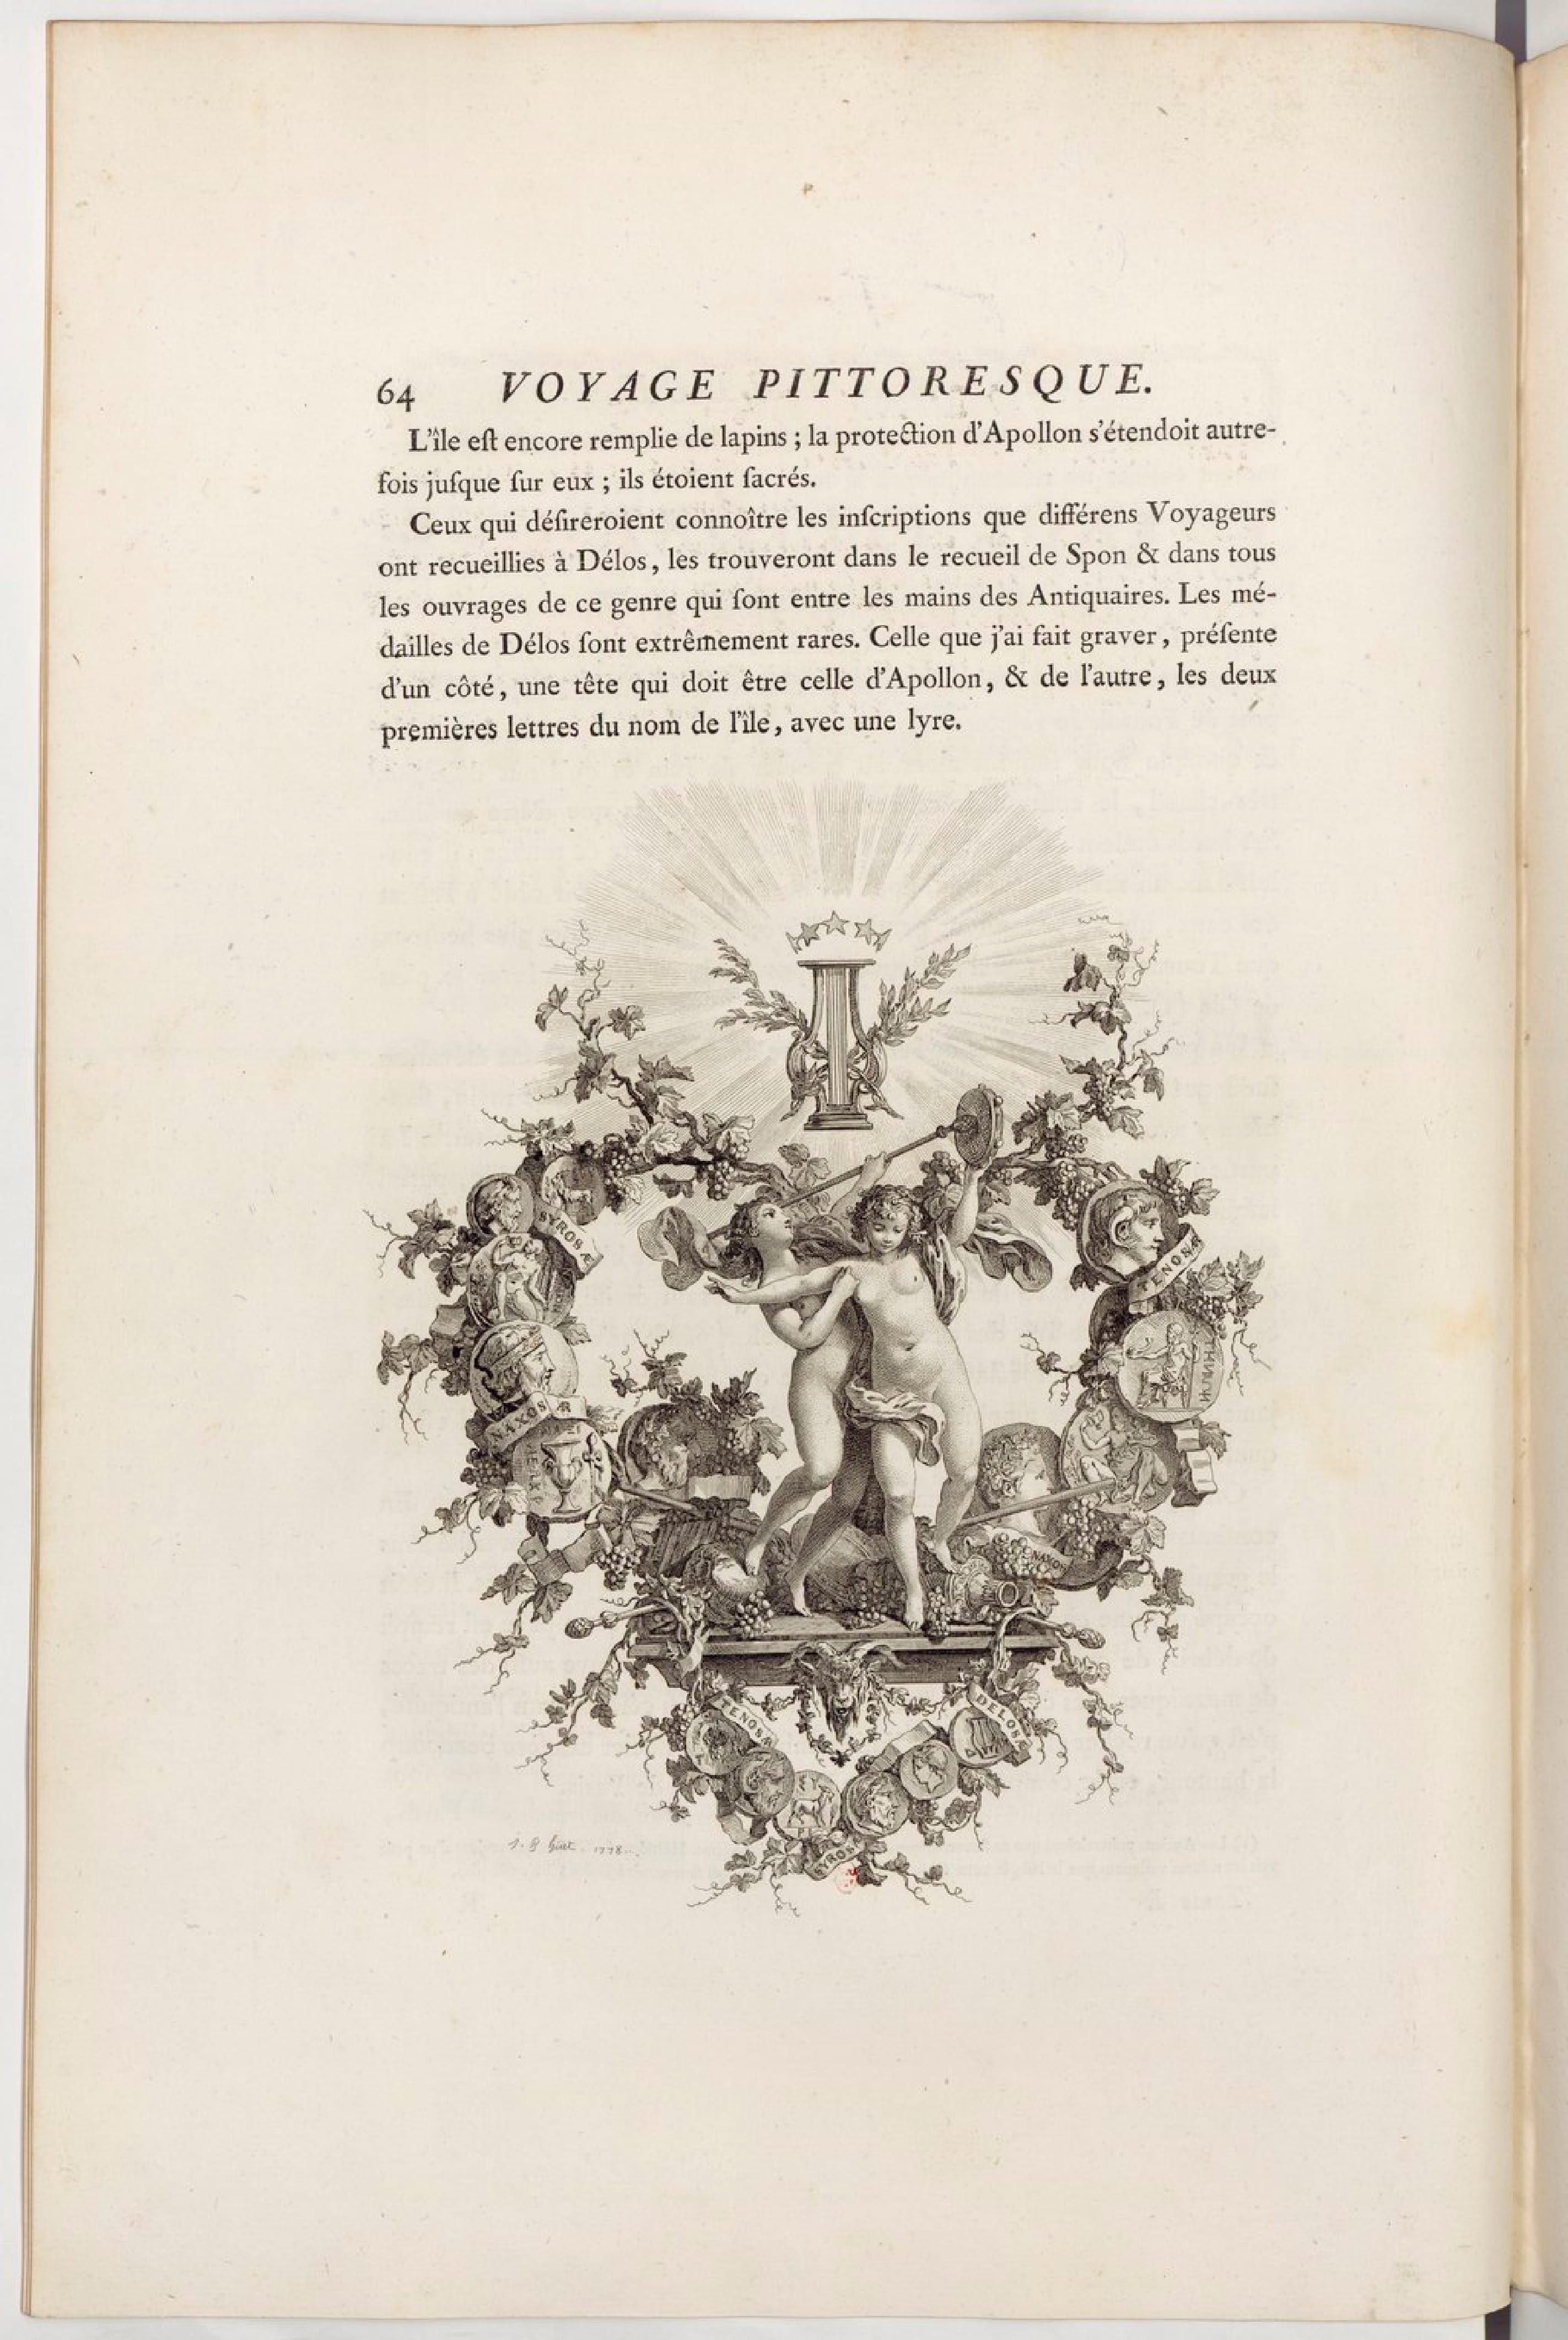 64 VOYAGE PITTORESQUE.
L'île eſt encore remplie de lapins ; la protection d'Apollon s'étendoit autre-
fois juſque ſur eux ; ils étoient ſacrés.
Ceux qui déſireroient connoître les inſcriptions que différens Voyageurs
ont recueillies à Délos, les trouveront dans le recueil de Spon & dans tous
les ouvrages de ce genre qui ſont entre les mains des Antiquaires. Les mé-
dailles de Délos ſont extrêmement rares. Celle que j'ai fait graver, préſente
d'un côté, une tête qui doit être celle d'Apollon, & de l'autre, les deux
premières lettres du nom de l'île, avec une lyre.
SYROS Æ
TENOS Æ
NAXOS Æ
NAXOS
TENOS Æ
DELOS Æ
SYROS